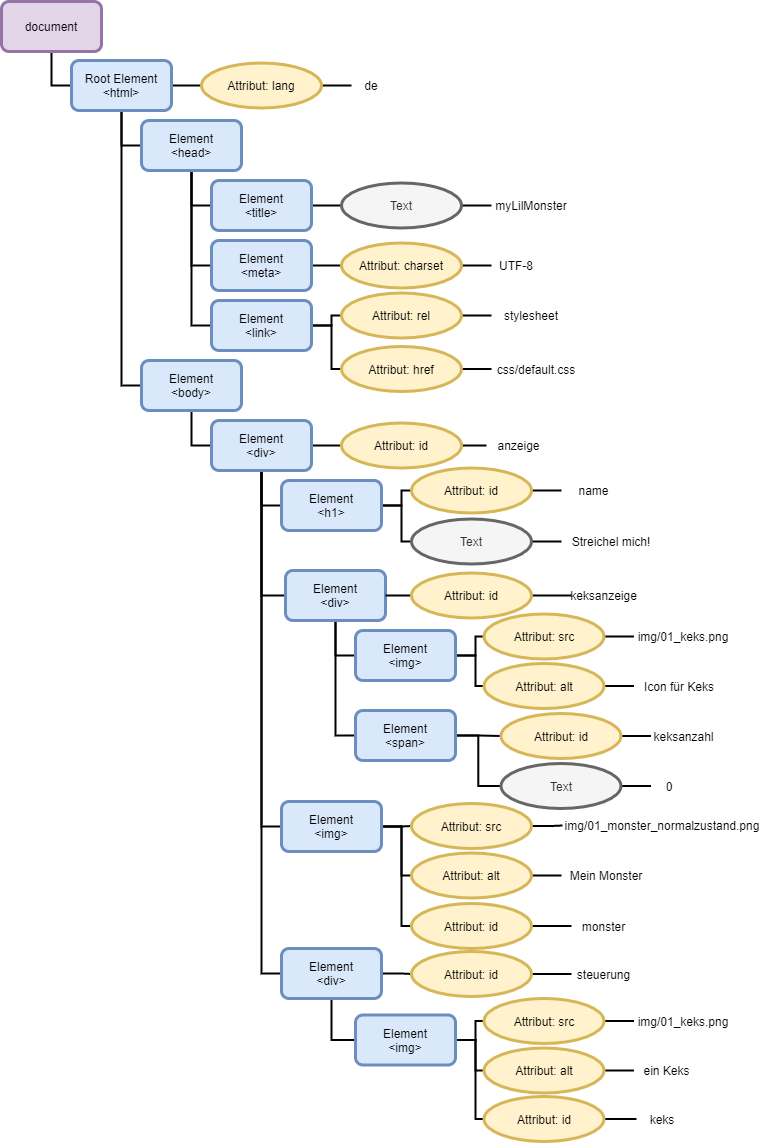 document
Root Element
<html>
Attribut: lang
de
Element
<head>
Element
<title>
Text
myLilMonster
Element
<meta>
Attribut: charset
UTF-8
Element
<link>
Attribut: rel
stylesheet
Attribut: href
css/default.css
Element
<body>
Element
<div>
Attribut: id
anzeige
Element
<h1>
Attribut: id
name
Text
Streichel mich!
Element
<div>
Attribut: id
keksanzeige
Element
<img>
Attribut: src
img/01_keks.png
Attribut: alt
Icon für Keks
Element
<span>
Attribut: id
keksanzahl
Text
0
Element
<img>
Attribut: src
img/01_monster_normalzustand.png
Attribut: alt
Mein Monster
Attribut: id
monster
Element
<div>
Attribut: id
steuerung
Element
<img>
Attribut: src
img/01_keks.png
Attribut: alt
ein Keks
Attribut: id
keks